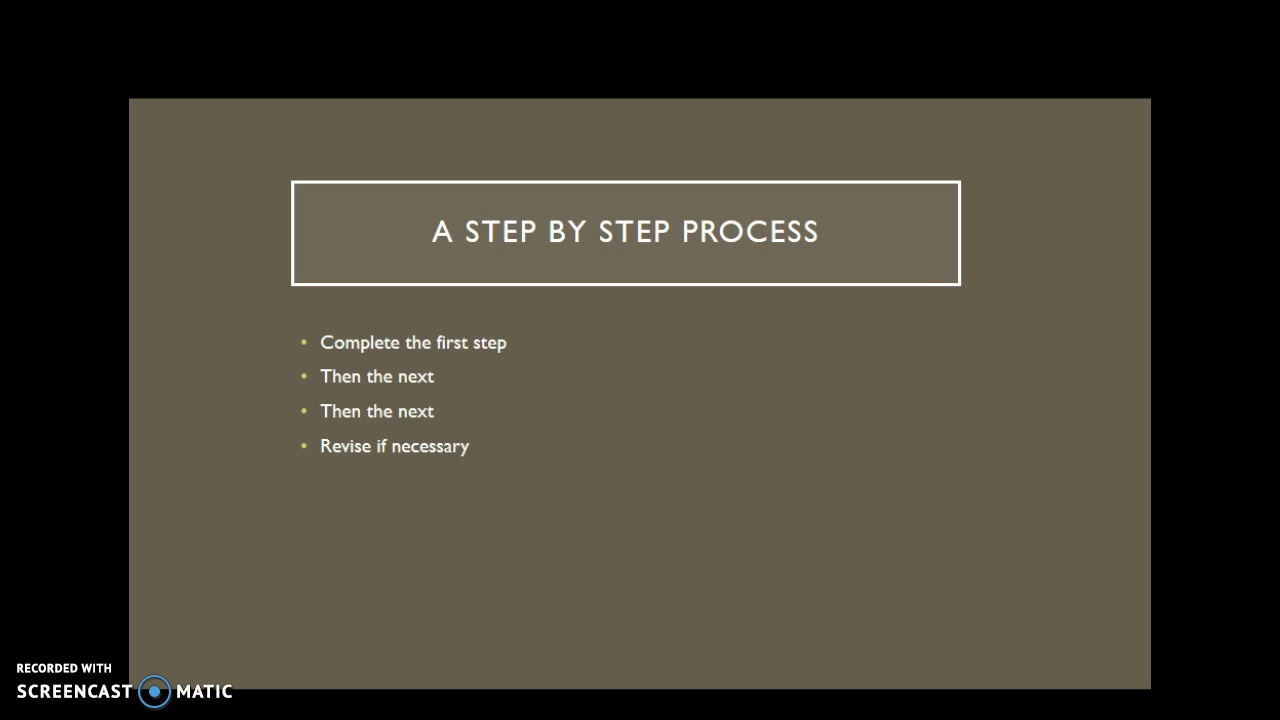 A STEP BY STEP PROCESS
• Complete the first step
• Then the next
• Then the next
• Revise if necessary
RECORDED WITH
SCREENCAST MATIC